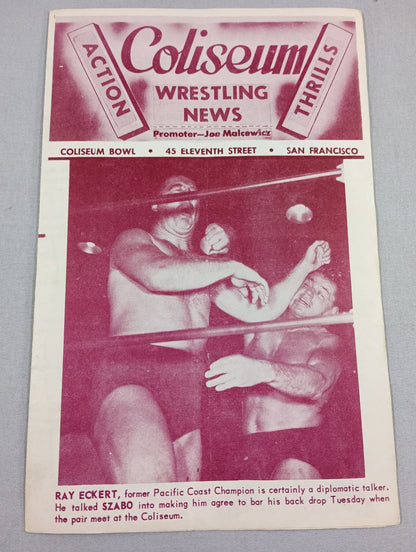 ACTION
Coliseum
THRILLS
WRESTLING
NEWS
Promoter—Joe Malcewicz
COLISEUM BOWL • 45 ELEVENTH STREET • SAN FRANCISCO
RAY ECKERT, former Pacific Coast Champion is certainly a diplomatic talker.
He talked SZABO into making him agree to bar his back drop Tuesday when
the pair meet at the Coliseum.